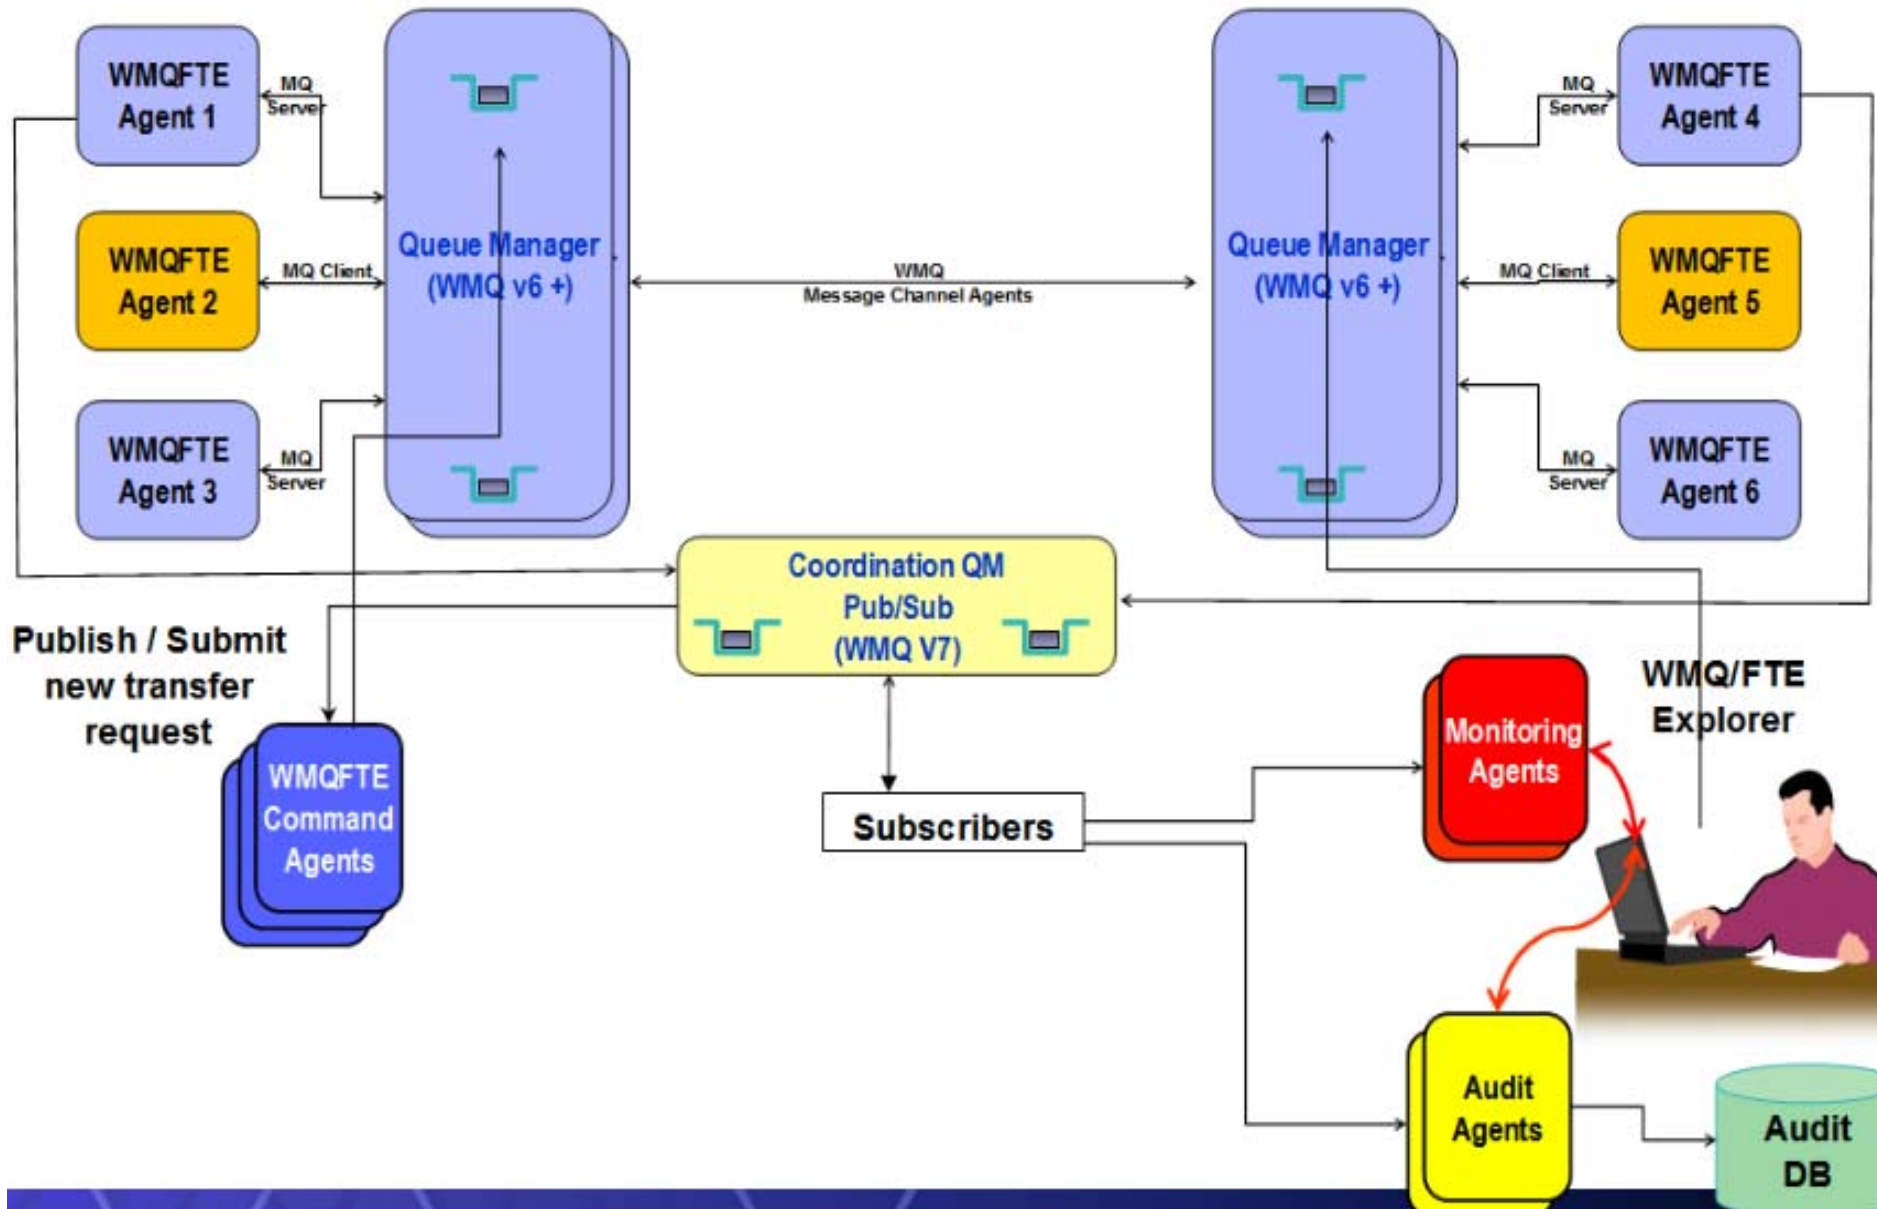 WMQFTE
Agent 1
MQ
Server
WMQFTE
Agent 2
MQ Client
WMQFTE
Agent 3
MQ
Server
Queue Manager
(WMQ v6 +)
WMQ
Message Channel Agents
Queue Manager
(WMQ v6 +)
MQ
Server
WMQFTE
Agent 4
MQ Client
WMQFTE
Agent 5
MQ
Server
WMQFTE
Agent 6
Coordination QM
Pub/Sub
(WMQ V7)
Publish / Submit
new transfer
request
WMQFTE
Command
Agents
Subscribers
Monitoring
Agents
WMQ/FTE
Explorer
Audit
Agents
Audit
DB